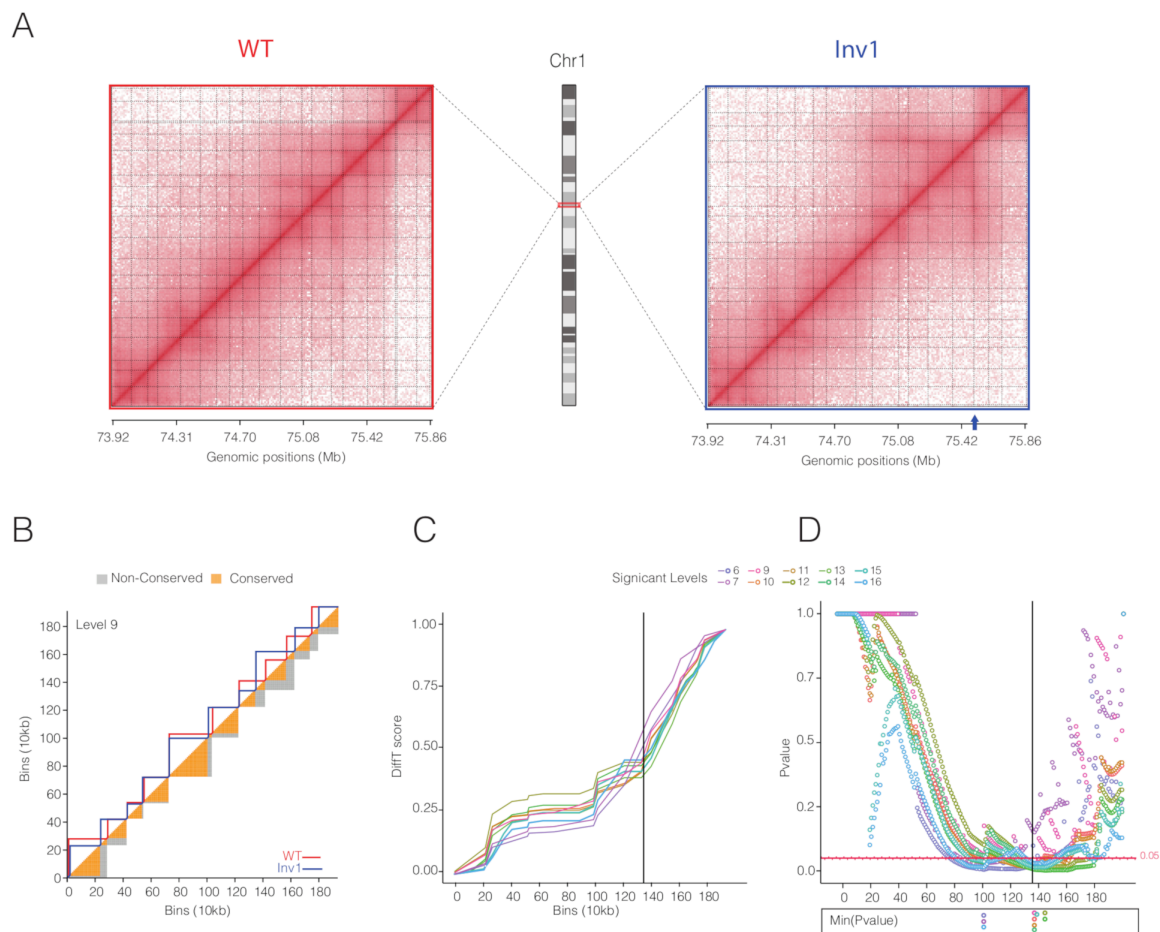 A
WT
Chr1
Inv1
73.92 74.31 74.70 75.08 75.42 75.86
Genomic positions (Mb)
73.92 74.31 74.70 75.08 75.42 75.86
Genomic positions (Mb)
B
Non-Conserved Conserved
Level 9
180
160
140
120
100
80
60
40
20
0
Bins (10kb)
WT
Inv1
0 20 40 60 80 100 120 140 160 180
Bins (10kb)
C
Signicant Levels
6 9 11 13 15
7 10 12 14 16
1.00
0.75
0.50
0.25
0.00
DiffT score
0 20 40 60 80 100 120 140 160 180
Bins (10kb)
D
1.0
0.7
0.5
0.2
0.0
Pvalue
0.05
0 20 40 60 80 100 120 140 160 180
Min(Pvalue)